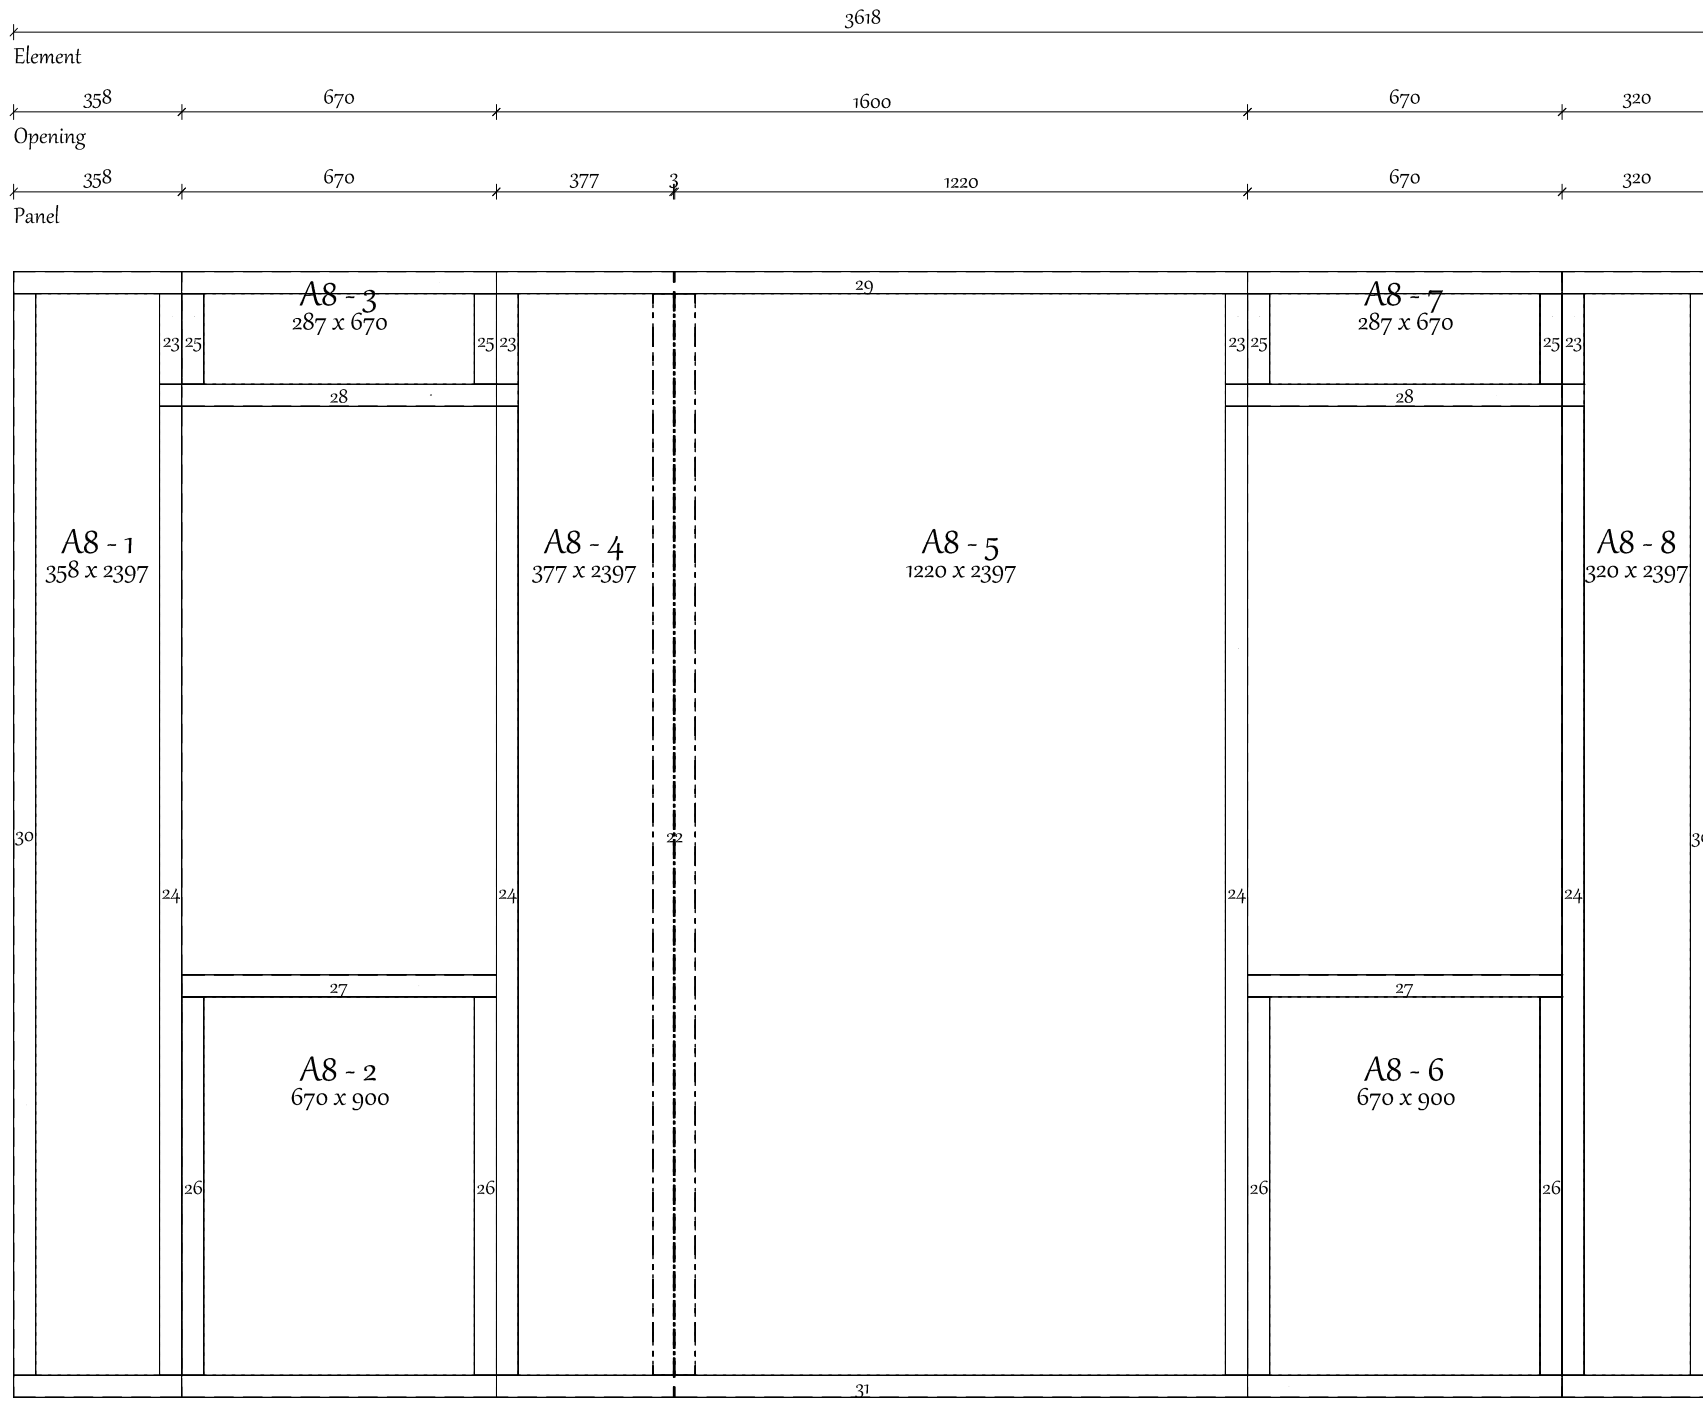 3618
Element
358 670 1600 670 320
Opening
358 670 377 3 1220 670 320
Panel
29
A8 - 3 A8 - 7
287 x 670 287 x 670
23 25 25 23 23 25 25 23
28 28
A8 - 1 A8 - 4 A8 - 5 A8 - 8
358 x 2397 377 x 2397 1220 x 2397 320 x 2397
30 22
24 24 24 24
27 27
A8 - 2 A8 - 6
670 x 900 670 x 900
26 26 26 26
31